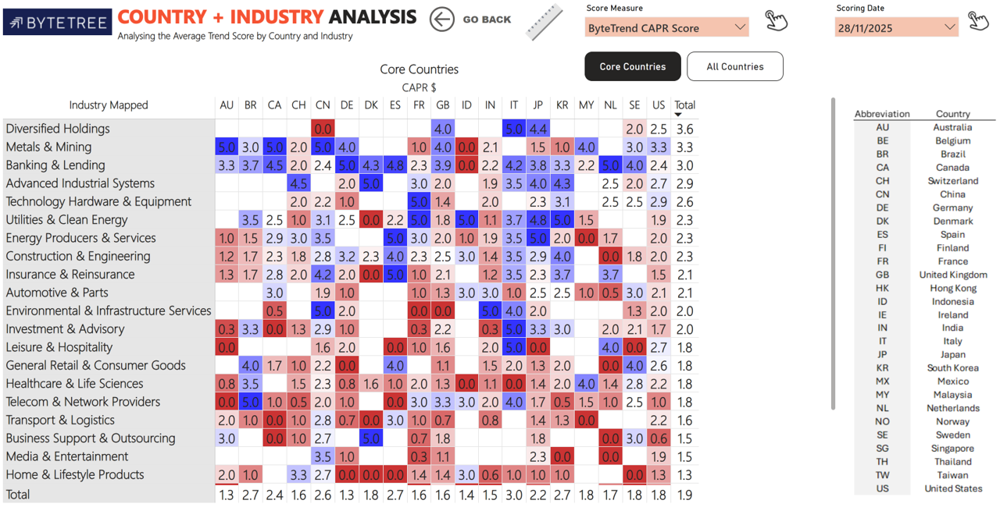 BYTETREE
COUNTRY + INDUSTRY ANALYSIS
Analysing the Average Trend Score by Country and Industry
GO BACK
Score Measure
ByteTrend CAPR Score
Scoring Date
28/11/2025
Core Countries
All Countries
Core Countries
CAPR $
Industry Mapped AU BR CA CH CN DE DK ES FR GB ID IN IT JP KR MY NL SE US Total
Diversified Holdings 0.0 4.0 5.0 4.4 2.0 2.5 3.6
Metals & Mining 5.0 3.0 5.0 2.0 5.0 4.0 1.0 4.0 0.0 2.1 1.5 1.0 4.0 3.0 3.3 3.3
Banking & Lending 3.3 3.7 4.5 2.0 2.4 5.0 4.3 4.8 2.3 3.9 0.0 2.2 4.2 3.8 3.3 2.2 5.0 4.0 2.4 3.0
Advanced Industrial Systems 4.5 2.0 5.0 3.0 2.0 1.9 3.5 4.0 4.3 2.5 2.0 2.7 2.9
Technology Hardware & Equipment 2.0 2.2 1.0 5.0 1.4 2.0 2.3 3.1 2.5 2.5 2.9 2.6
Utilities & Clean Energy 3.5 2.5 1.0 3.1 2.5 0.0 2.2 5.0 1.8 5.0 1.1 3.7 4.8 5.0 1.5 1.9 2.3
Energy Producers & Services 1.0 1.5 2.9 3.0 3.5 5.0 3.0 2.0 1.0 1.9 3.5 5.0 2.0 0.0 1.7 2.0 2.3
Construction & Engineering 1.2 1.7 2.3 1.8 2.8 3.2 2.3 4.0 2.3 2.5 3.0 1.4 3.5 2.9 4.0 0.0 1.8 2.0 2.3
Insurance & Reinsurance 1.3 1.7 2.8 2.0 4.2 2.0 0.0 5.0 1.0 2.1 1.2 3.5 2.3 3.7 3.7 1.5 2.1
Automotive & Parts 3.0 1.9 1.0 1.0 1.3 3.0 3.0 1.0 2.5 2.5 1.0 0.5 3.0 2.1 2.1
Environmental & Infrastructure Services 0.5 5.0 2.0 0.0 0.0 5.0 4.0 2.0 1.3 2.0 2.0
Investment & Advisory 0.3 3.3 0.0 1.3 2.9 1.0 0.3 2.2 0.3 5.0 3.3 3.0 2.0 2.1 1.7 2.0
Leisure & Hospitality 0.0 1.6 2.0 0.0 1.0 1.6 2.0 5.0 0.0 4.0 0.0 2.7 1.8
General Retail & Consumer Goods 4.0 1.7 1.0 2.2 0.0 4.0 1.1 1.5 2.0 1.3 2.0 0.0 4.0 2.6 1.8
Healthcare & Life Sciences 0.8 3.5 1.5 2.3 0.8 1.6 1.0 2.0 1.3 0.0 1.1 0.0 1.4 2.0 4.0 1.4 2.8 2.2 1.8
Telecom & Network Providers 0.0 5.0 1.0 0.5 2.0 1.0 0.0 3.0 3.3 3.0 2.0 4.0 1.7 0.5 1.5 1.0 2.5 1.0 1.8
Transport & Logistics 2.0 1.0 0.0 1.0 2.8 0.7 0.0 3.0 1.0 0.7 0.8 1.4 1.3 0.0 2.2 1.6
Business Support & Outsourcing 3.0 0.0 1.0 2.7 5.0 0.7 1.8 1.8 0.0 3.0 0.6 1.5
Media & Entertainment 3.5 1.0 0.3 1.1 2.3 0.0 0.0 1.9 1.5
Home & Lifestyle Products 2.0 1.0 3.3 2.7 0.0 0.0 0.0 1.4 1.4 3.0 0.6 1.0 1.0 1.0 0.0 1.3 1.3
Total 1.3 2.7 2.4 1.6 2.6 1.3 1.8 2.7 1.6 1.6 1.4 1.5 3.0 2.2 2.7 1.8 1.7 1.8 1.8 1.9
Abbreviation Country
AU Australia
BE Belgium
BR Brazil
CA Canada
CH Switzerland
CN China
DE Germany
DK Denmark
ES Spain
FI Finland
FR France
GB United Kingdom
HK Hong Kong
ID Indonesia
IE Ireland
IN India
IT Italy
JP Japan
KR South Korea
MX Mexico
MY Malaysia
NL Netherlands
NO Norway
SE Sweden
SG Singapore
TH Thailand
TW Taiwan
US United States